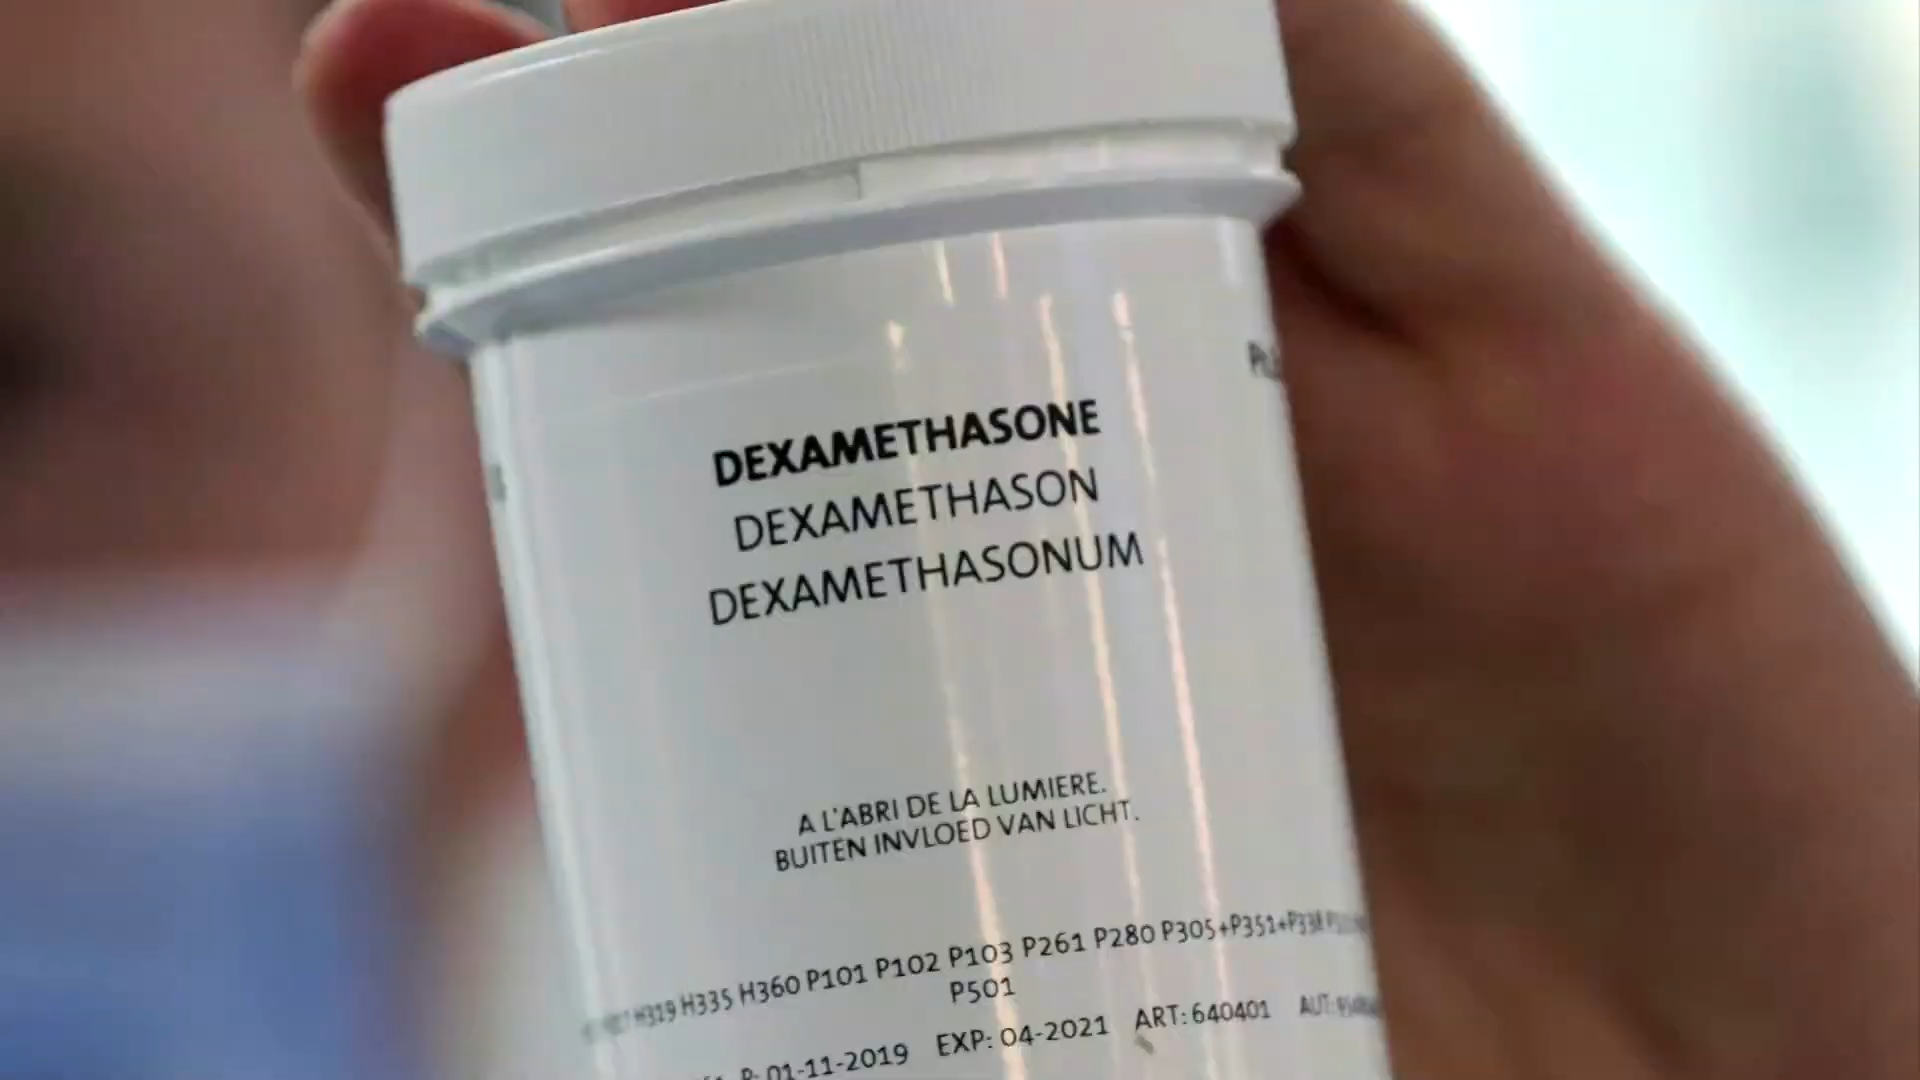 DEXAMETHASONE
DEXAMETHASON
DEXAMETHASONUM
A L'ABRI DE LA LUMIERE.
BUITEN INVLOED VAN LICHT.
H319 H335 H360 P101 P102 P103 P261 P280 P305+P351+P338
P501
01-11-2019 EXP: 04-2021 ART: 640401 AUT: